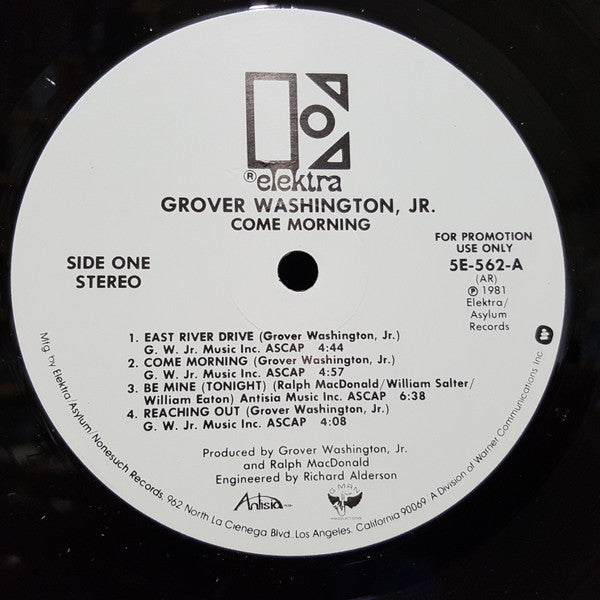 ® elektra
GROVER WASHINGTON, JR.
COME MORNING
SIDE ONE
STEREO
FOR PROMOTION
USE ONLY
5E-562-A
(AR)
℗ 1981
Elektra/
Asylum
Records
1. EAST RIVER DRIVE (Grover Washington, Jr.)
G. W. Jr. Music Inc. ASCAP 4:44
2. COME MORNING (Grover Washington, Jr.)
G. W. Jr. Music Inc. ASCAP 4:57
3. BE MINE (TONIGHT) (Ralph MacDonald/William Salter/
William Eaton) Antisia Music Inc. ASCAP 6:38
4. REACHING OUT (Grover Washington, Jr.)
G. W. Jr. Music Inc. ASCAP 4:08
Produced by Grover Washington, Jr.
and Ralph MacDonald
Engineered by Richard Alderson
Antisia
G-MAN
PRODUCTIONS
Mfg. by Elektra/Asylum/Nonesuch Records, 962 North La Cienega Blvd., Los Angeles, California 90069. A Division of Warner Communications Inc.